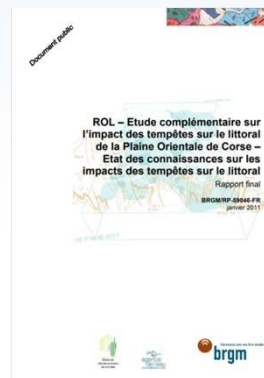 Document public
ROL – Etude complémentaire sur
l'impact des tempêtes sur le littoral
de la Plaine Orientale de Corse –
Etat des connaissances sur les
impacts des tempêtes sur le littoral
Rapport final
BRGM/RP-59046-FR
janvier 2011
brgm